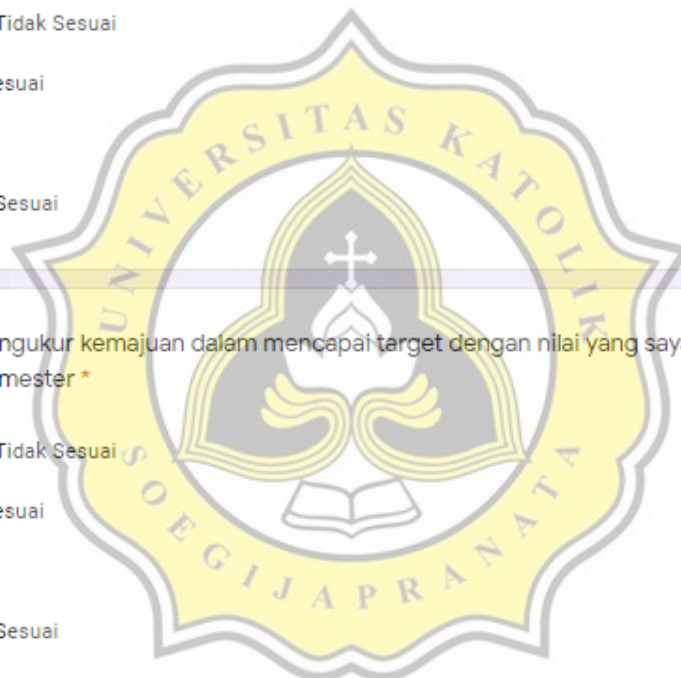 Tidak Sesuai
esuai
Sesuai
ngukur kemajuan dalam mencapai target dengan nilai yang say
mester *
Tidak Sesuai
esuai
Sesuai
UNIVERSITAS KATOLIK
SOEGIJAPRANATA